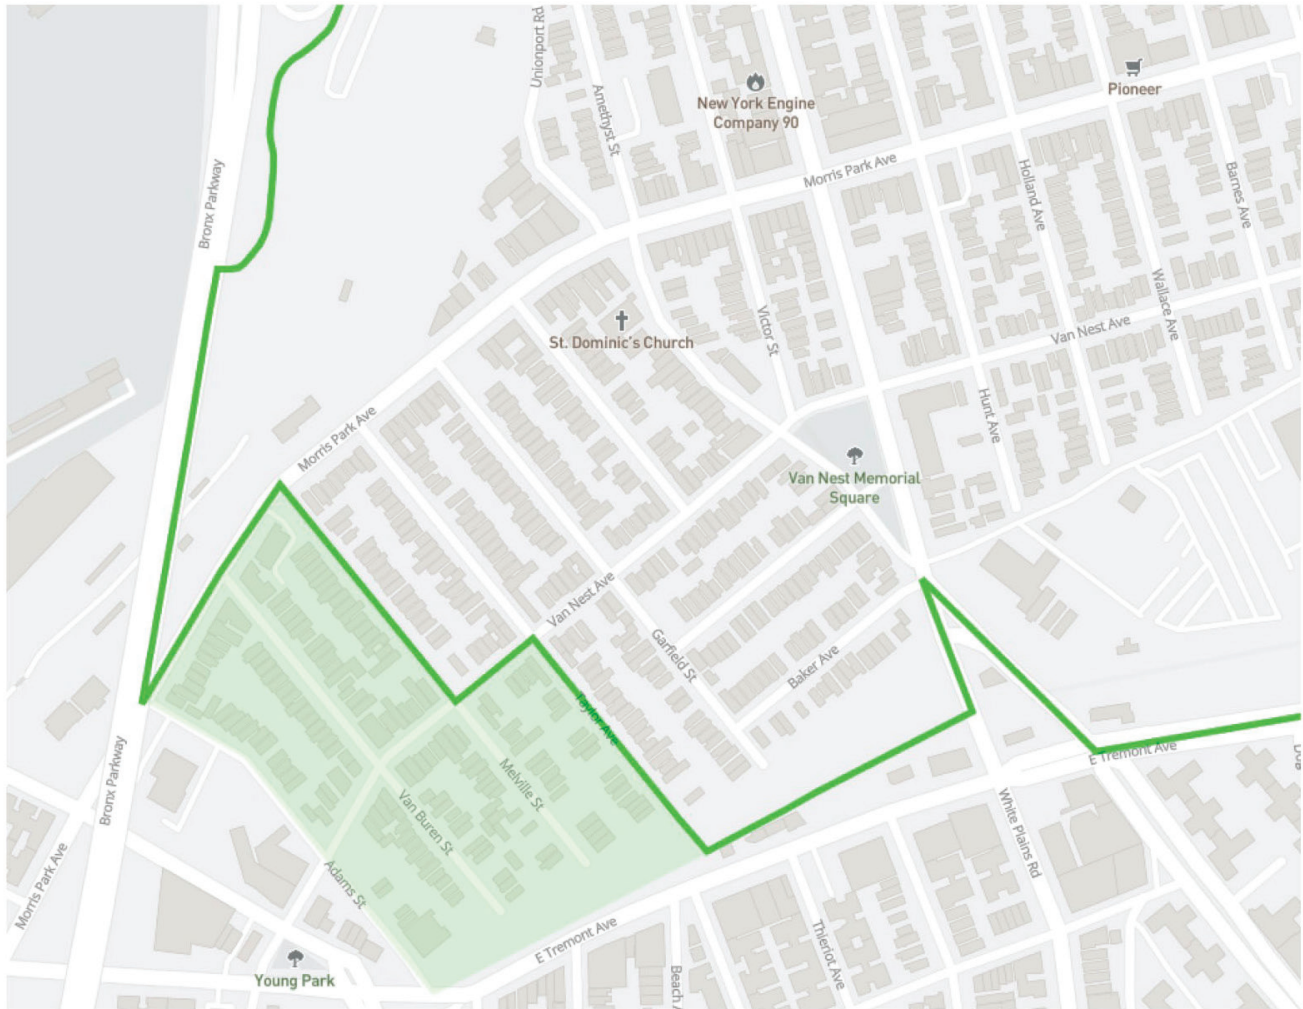 Unionport Rd
Pioneer
Amethyst St
New York Engine
Company 90
Morris Park Ave
Holland Ave
Barnes Ave
Bronx Parkway
Wallace Ave
Victor St
Van Nest Ave
St. Dominic's Church
Hunt Ave
Morris Park Ave
Van Nest Memorial
Square
Van Nest Ave
Garfield St
Baker Ave
Taylor Ave
E Tremont Ave
Melville St
Bronx Parkway
Van Buren St
White Plains Rd
Adams St
Morris Park Ave
E Tremont Ave
Thieriot Ave
Young Park
Beach A